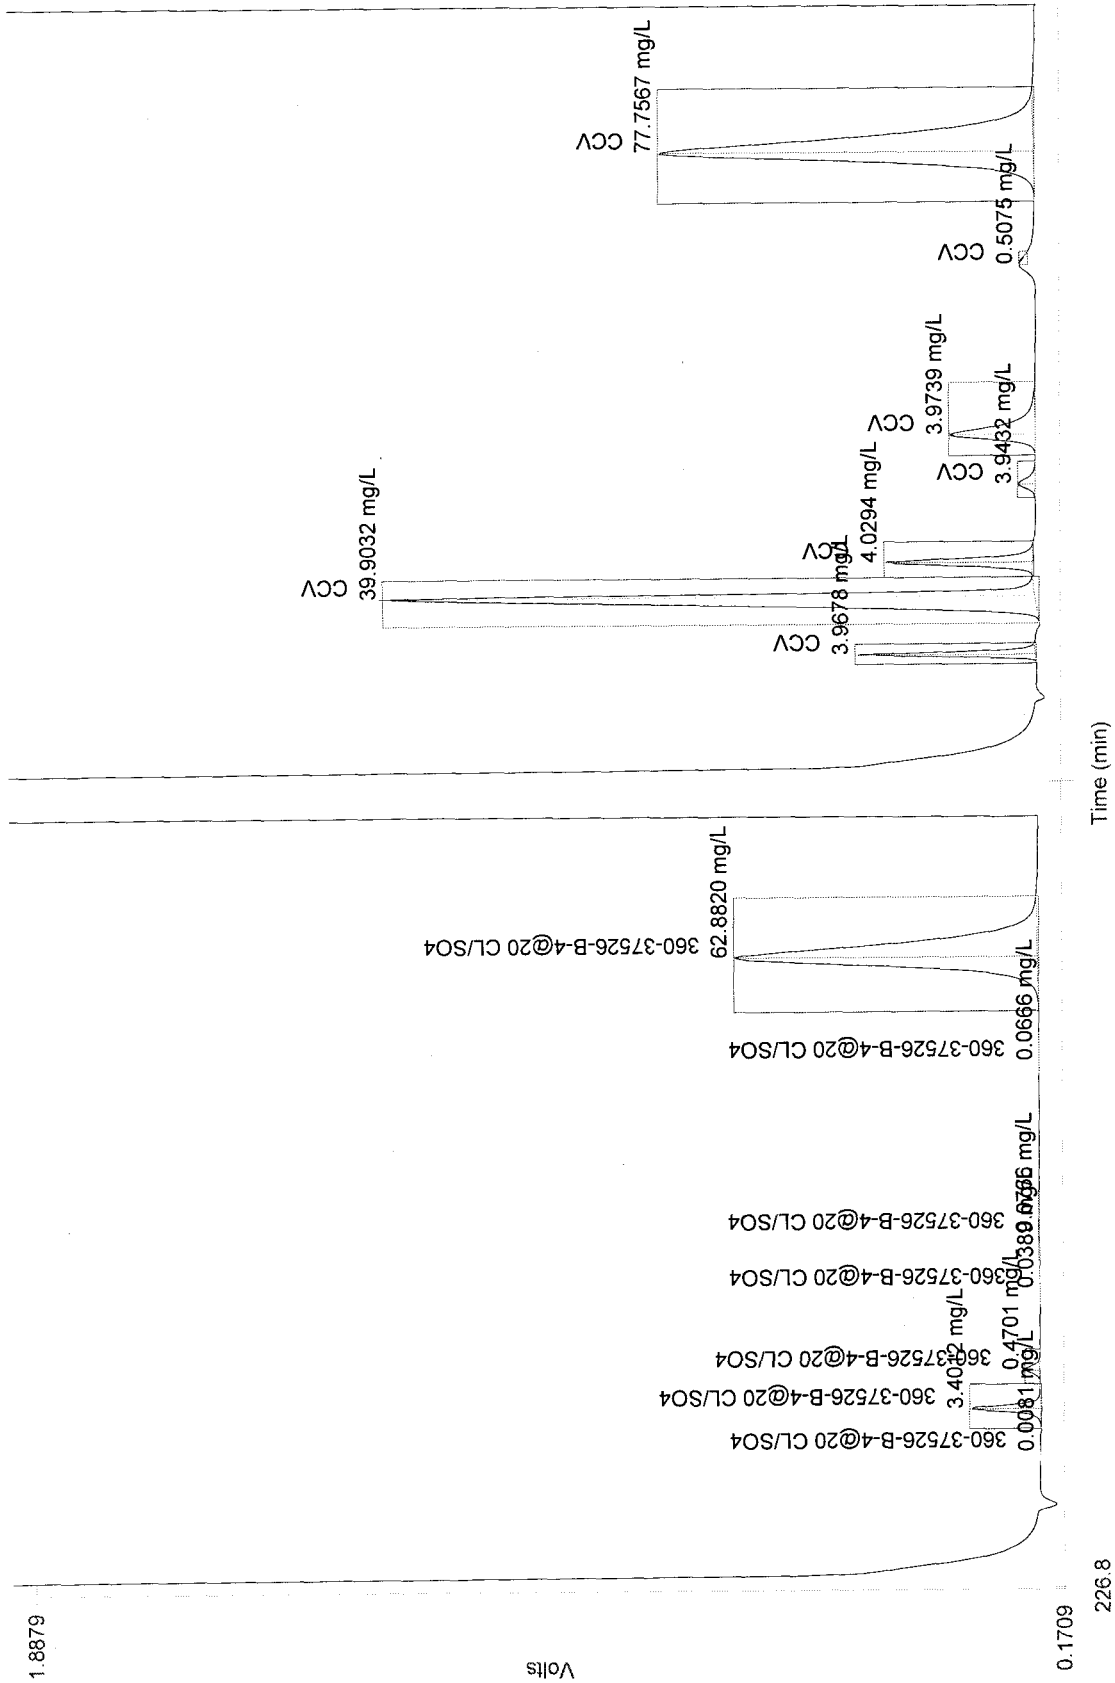 1.8879
Volts
0.1709
226.8
Time (min)
360-37526-B-4@20 CL/SO4
0.0081 mg/L
360-37526-B-4@20 CL/SO4
3.4012 mg/L
360-37526-B-4@20 CL/SO4
0.4701 mg/L
360-37526-B-4@20 CL/SO4
0.0389 mg/L
360-37526-B-4@20 CL/SO4
mg/L
360-37526-B-4@20 CL/SO4
0.0666 mg/L
360-37526-B-4@20 CL/SO4
62.8820 mg/L
CCV
3.9678 mg/L
CCV
39.9032 mg/L
CCV
4.0294 mg/L
CCV
3.9432 mg/L
CCV
3.9739 mg/L
CCV
0.5075 mg/L
CCV
77.7567 mg/L